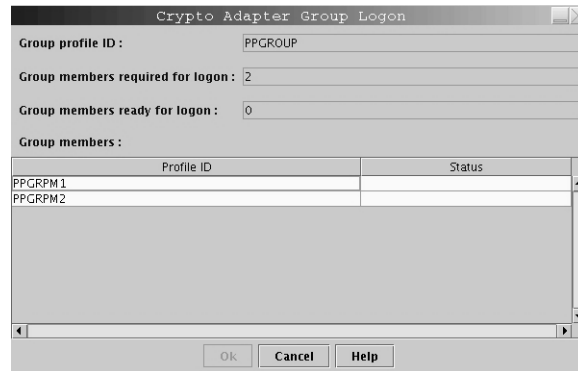 Crypto Adapter Group Logon
Group profile ID : PPGROUP
Group members required for logon : 2
Group members ready for logon : 0
Group members :
Profile ID Status
PPGRPM1
PPGRPM2
Ok Cancel Help